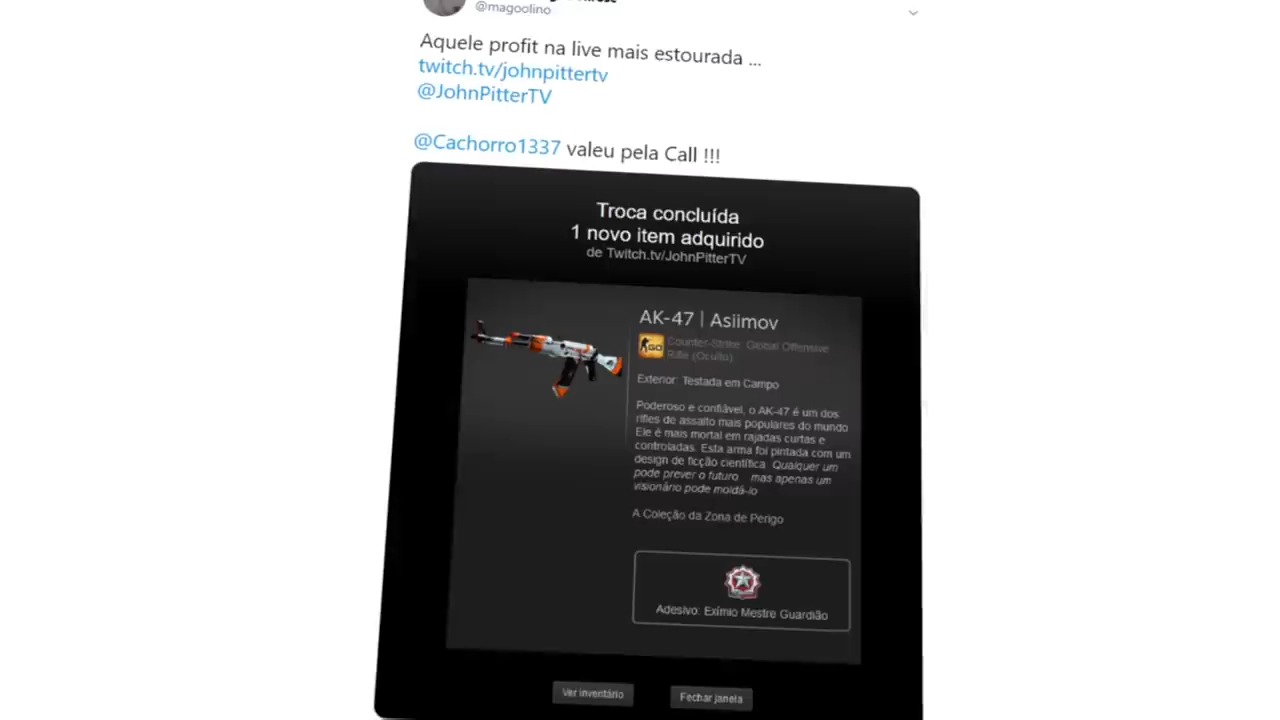 @magoolino
Aquele profit na live mais estourada ...
twitch.tv/johnpittertv
@JohnPitterTV
@Cachorro1337 valeu pela Call !!!
Troca concluída
1 novo item adquirido
de Twitch.tv/JohnPitterTV
AK-47 | Asiimov
Counter-Strike: Global Offensive
Rifle (Oculto)
Exterior: Testada em Campo
Poderoso e confiável, o AK-47 é um dos
rifles de assalto mais populares do mundo
Ele é mais mortal em rajadas curtas e
controladas. Esta arma foi pintada com um
design de ficção científica. Qualquer um
pode prever o futuro mas apenas um
visionário pode moldá-lo
A Coleção da Zona de Perigo
Adesivo: Exímio Mestre Guardião
Ver inventário
Fechar janela